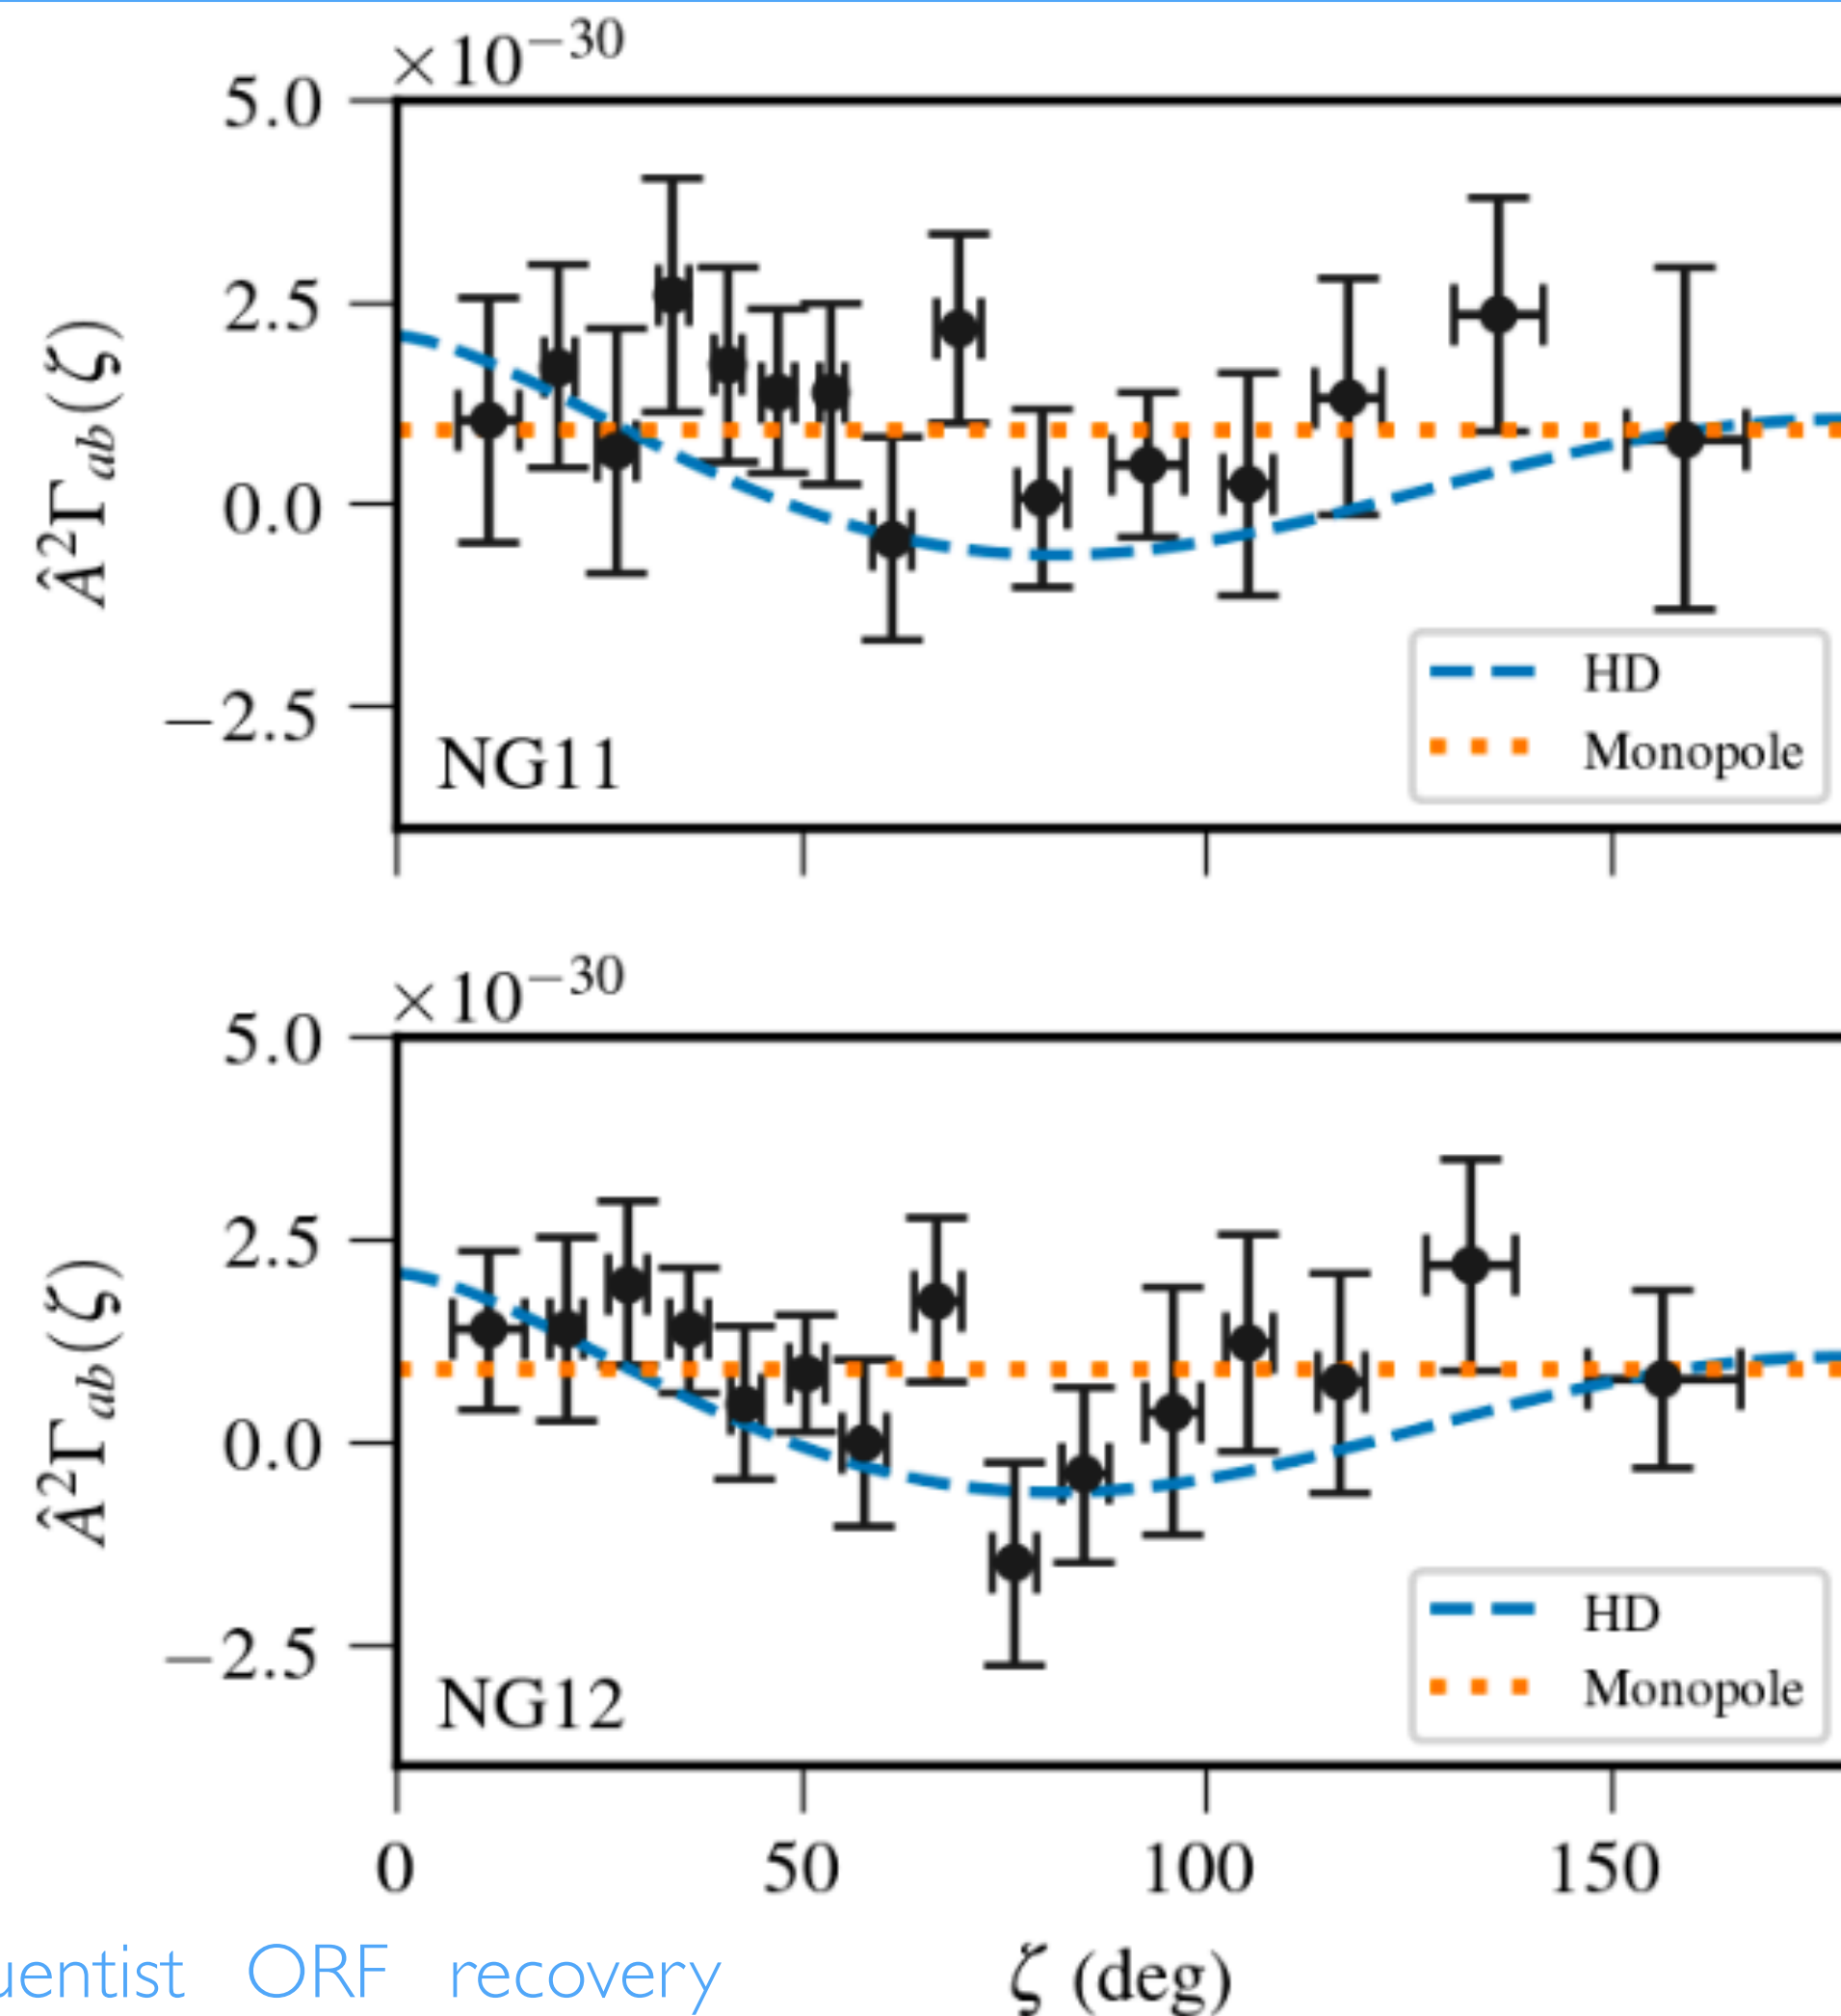 ×10⁻³⁰
5.0
2.5
0.0
−2.5
Â²Γ_ab(ζ)
HD
Monopole
NG11
×10⁻³⁰
5.0
2.5
0.0
−2.5
Â²Γ_ab(ζ)
HD
Monopole
NG12
0 50 100 150
ζ (deg)
uentist ORF recovery